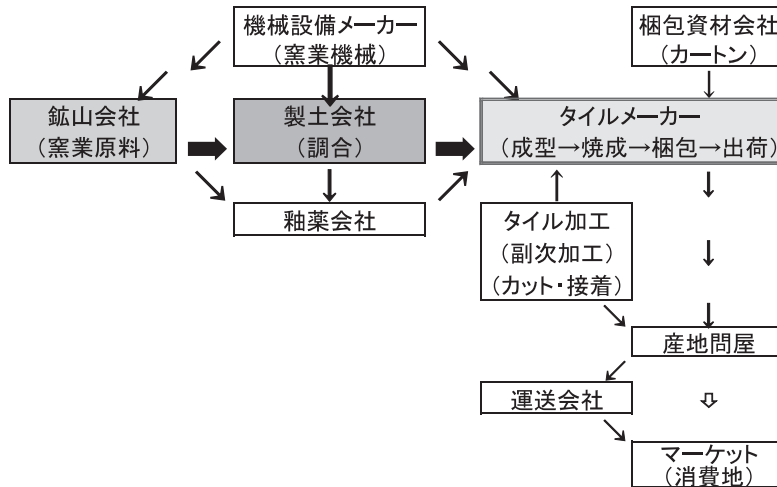 機械設備メーカー
（窯業機械）
梱包資材会社
（カートン）
鉱山会社
（窯業原料）
製土会社
（調合）
タイルメーカー
（成型→焼成→梱包→出荷）
釉薬会社
タイル加工
（副次加工）
（カット・接着）
産地問屋
運送会社
マーケット
（消費地）